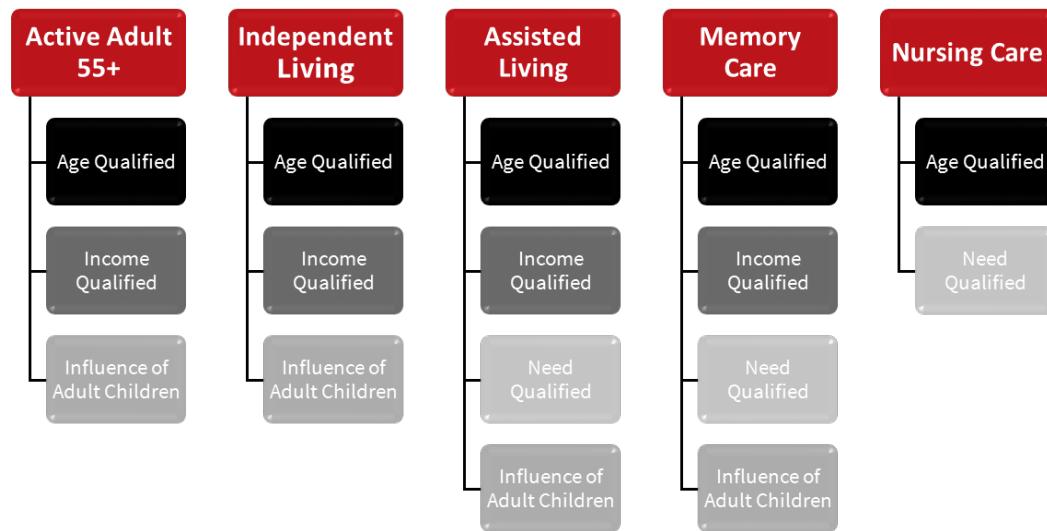 Active Adult
55+
Age Qualified
Income
Qualified
Influence of
Adult Children
Independent
Living
Age Qualified
Income
Qualified
Influence of
Adult Children
Assisted
Living
Age Qualified
Income
Qualified
Need
Qualified
Influence of
Adult Children
Memory
Care
Age Qualified
Income
Qualified
Need
Qualified
Influence of
Adult Children
Nursing Care
Age Qualified
Need
Qualified